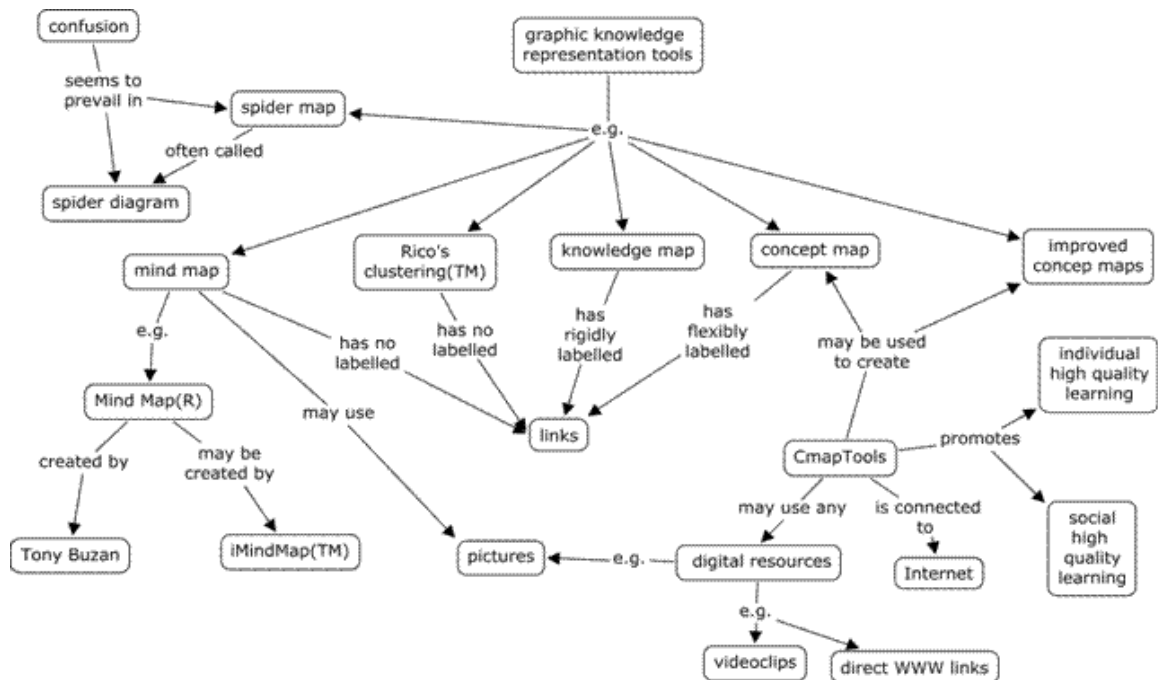 confusion
graphic knowledge
representation tools
seems to
prevail in
spider map
e.g.
often called
spider diagram
mind map
Rico's
clustering(TM)
knowledge map
concept map
improved
concep maps
e.g.
has no
labelled
has no
labelled
has
rigidly
labelled
has
flexibly
labelled
may be used
to create
individual
high quality
learning
Mind Map(R)
may use
links
promotes
CmapTools
created by
may be
created by
may use any
is connected
to
social
high
quality
learning
Tony Buzan
iMindMap(TM)
pictures
e.g.
digital resources
Internet
e.g.
videoclips
direct WWW links